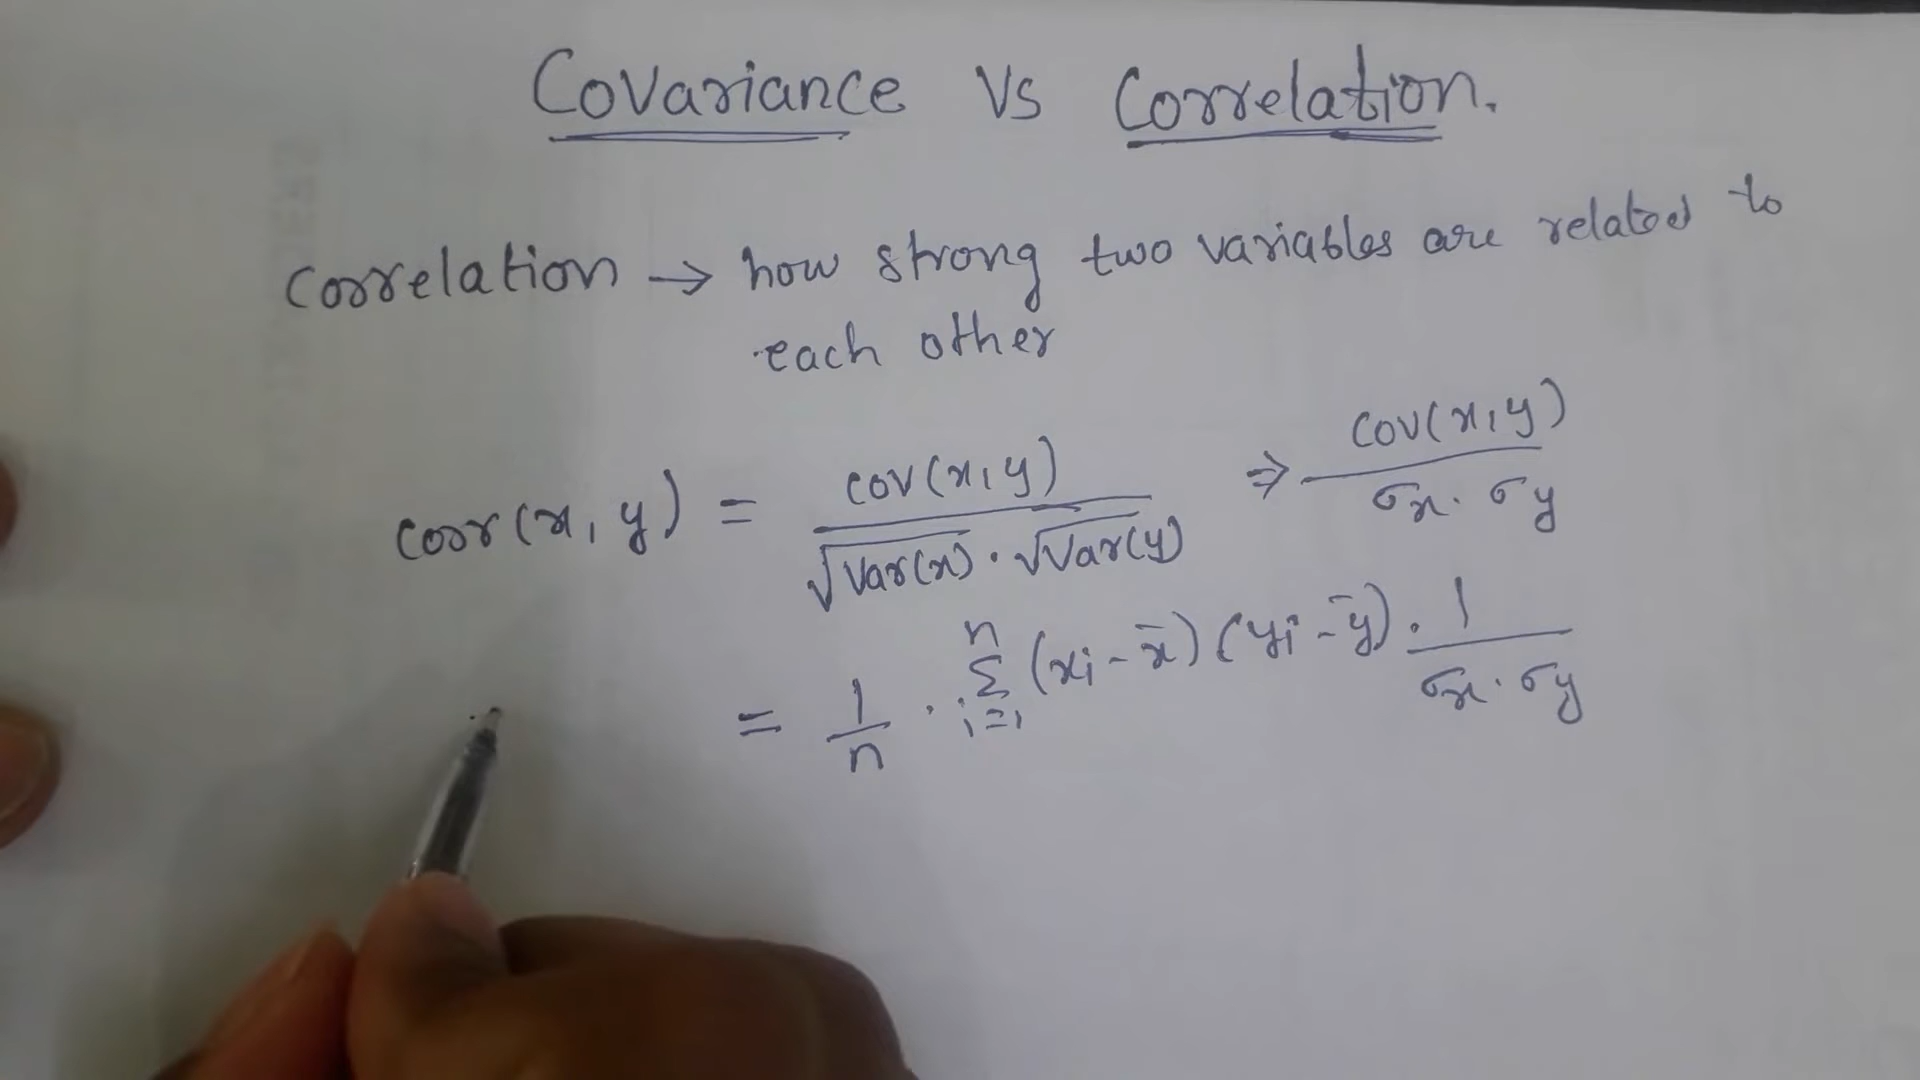 Covariance Vs Correlation.
Correlation → how strong two variables are related to
each other
corr(x, y) = cov(x, y) / √Var(x) · √Var(y) ⇒ cov(x, y) / σx · σy
= 1/n · n Σ i=1 (xi - x̄) (yi - ȳ) · 1 / σx · σy